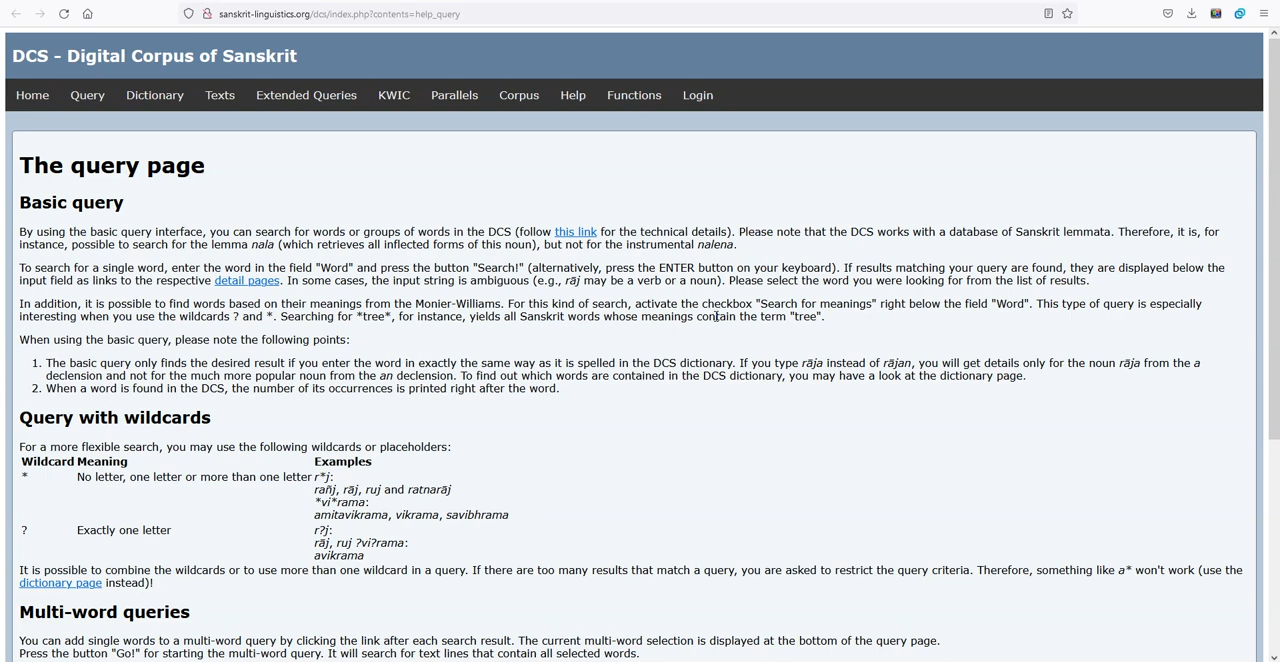 sanskrit-linguistics.org/dcs/index.php?contents=help_query
DCS - Digital Corpus of Sanskrit
Home Query Dictionary Texts Extended Queries KWIC Parallels Corpus Help Functions Login
The query page
Basic query
By using the basic query interface, you can search for words or groups of words in the DCS (follow this link for the technical details). Please note that the DCS works with a database of Sanskrit lemmata. Therefore, it is, for
instance, possible to search for the lemma nala (which retrieves all inflected forms of this noun), but not for the instrumental nalena.
To search for a single word, enter the word in the field "Word" and press the button "Search!" (alternatively, press the ENTER button on your keyboard). If results matching your query are found, they are displayed below the
input field as links to the respective detail pages. In some cases, the input string is ambiguous (e.g., rāj may be a verb or a noun). Please select the word you were looking for from the list of results.
In addition, it is possible to find words based on their meanings from the Monier-Williams. For this kind of search, activate the checkbox "Search for meanings" right below the field "Word". This type of query is especially
interesting when you use the wildcards ? and *. Searching for *tree*, for instance, yields all Sanskrit words whose meanings contain the term "tree".
When using the basic query, please note the following points:
1. The basic query only finds the desired result if you enter the word in exactly the same way as it is spelled in the DCS dictionary. If you type rāja instead of rājan, you will get details only for the noun rāja from the a
declension and not for the much more popular noun from the an declension. To find out which words are contained in the DCS dictionary, you may have a look at the dictionary page.
2. When a word is found in the DCS, the number of its occurrences is printed right after the word.
Query with wildcards
For a more flexible search, you may use the following wildcards or placeholders:
Wildcard Meaning Examples
* No letter, one letter or more than one letter r*j:
rañj, rāj, ruj and ratnarāj
*vi*rama:
amitavikrama, vikrama, savibhrama
? Exactly one letter r?j:
rāj, ruj ?vi?rama:
avikrama
It is possible to combine the wildcards or to use more than one wildcard in a query. If there are too many results that match a query, you are asked to restrict the query criteria. Therefore, something like a* won't work (use the
dictionary page instead)!
Multi-word queries
You can add single words to a multi-word query by clicking the link after each search result. The current multi-word selection is displayed at the bottom of the query page.
Press the button "Go!" for starting the multi-word query. It will search for text lines that contain all selected words.